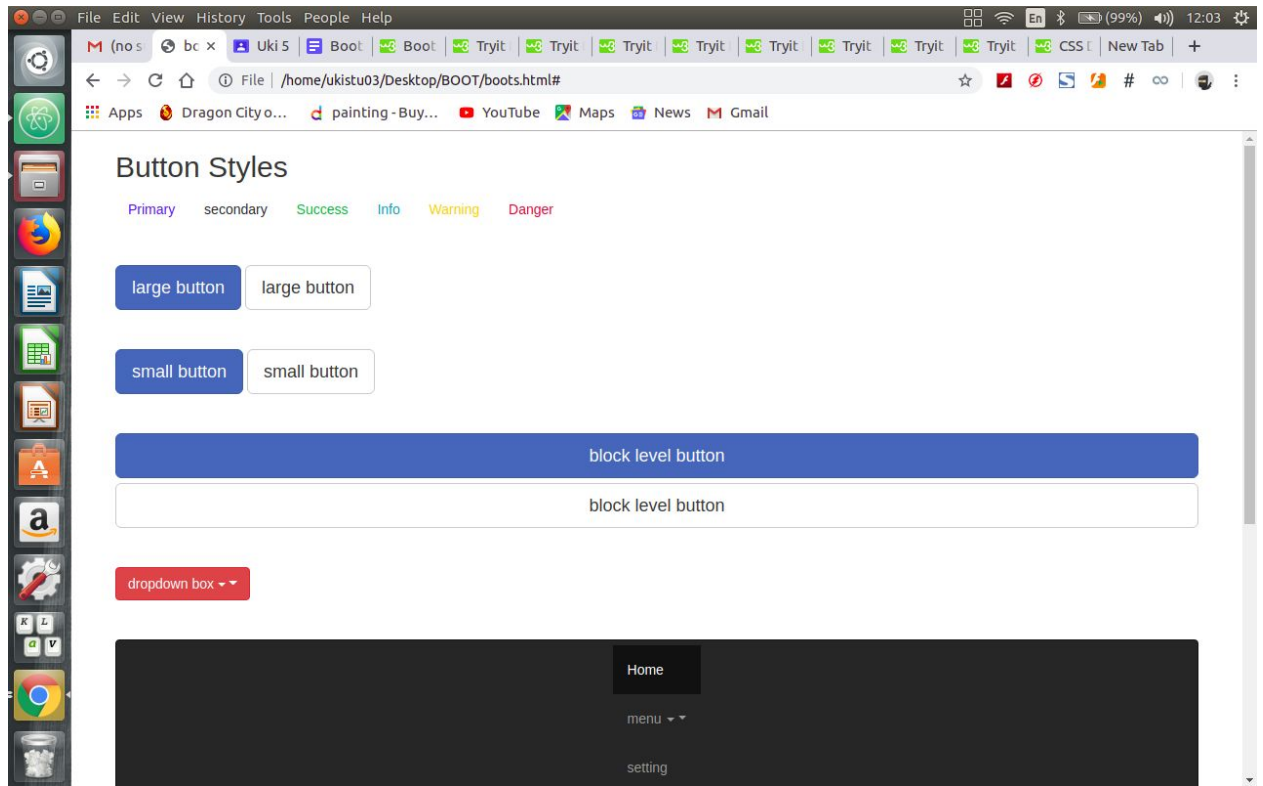 File Edit View History Tools People Help En (99%) 12:03
M (no s bc × Uki 5 Boot Boot Tryit Tryit Tryit Tryit Tryit Tryit Tryit Tryit CSS New Tab +
File | /home/ukistu03/Desktop/BOOT/boots.html#
Apps Dragon City o... painting - Buy... YouTube Maps News Gmail
Button Styles
Primary secondary Success Info Warning Danger
large button large button
small button small button
block level button
block level button
dropdown box
Home
menu
setting
K L
a V